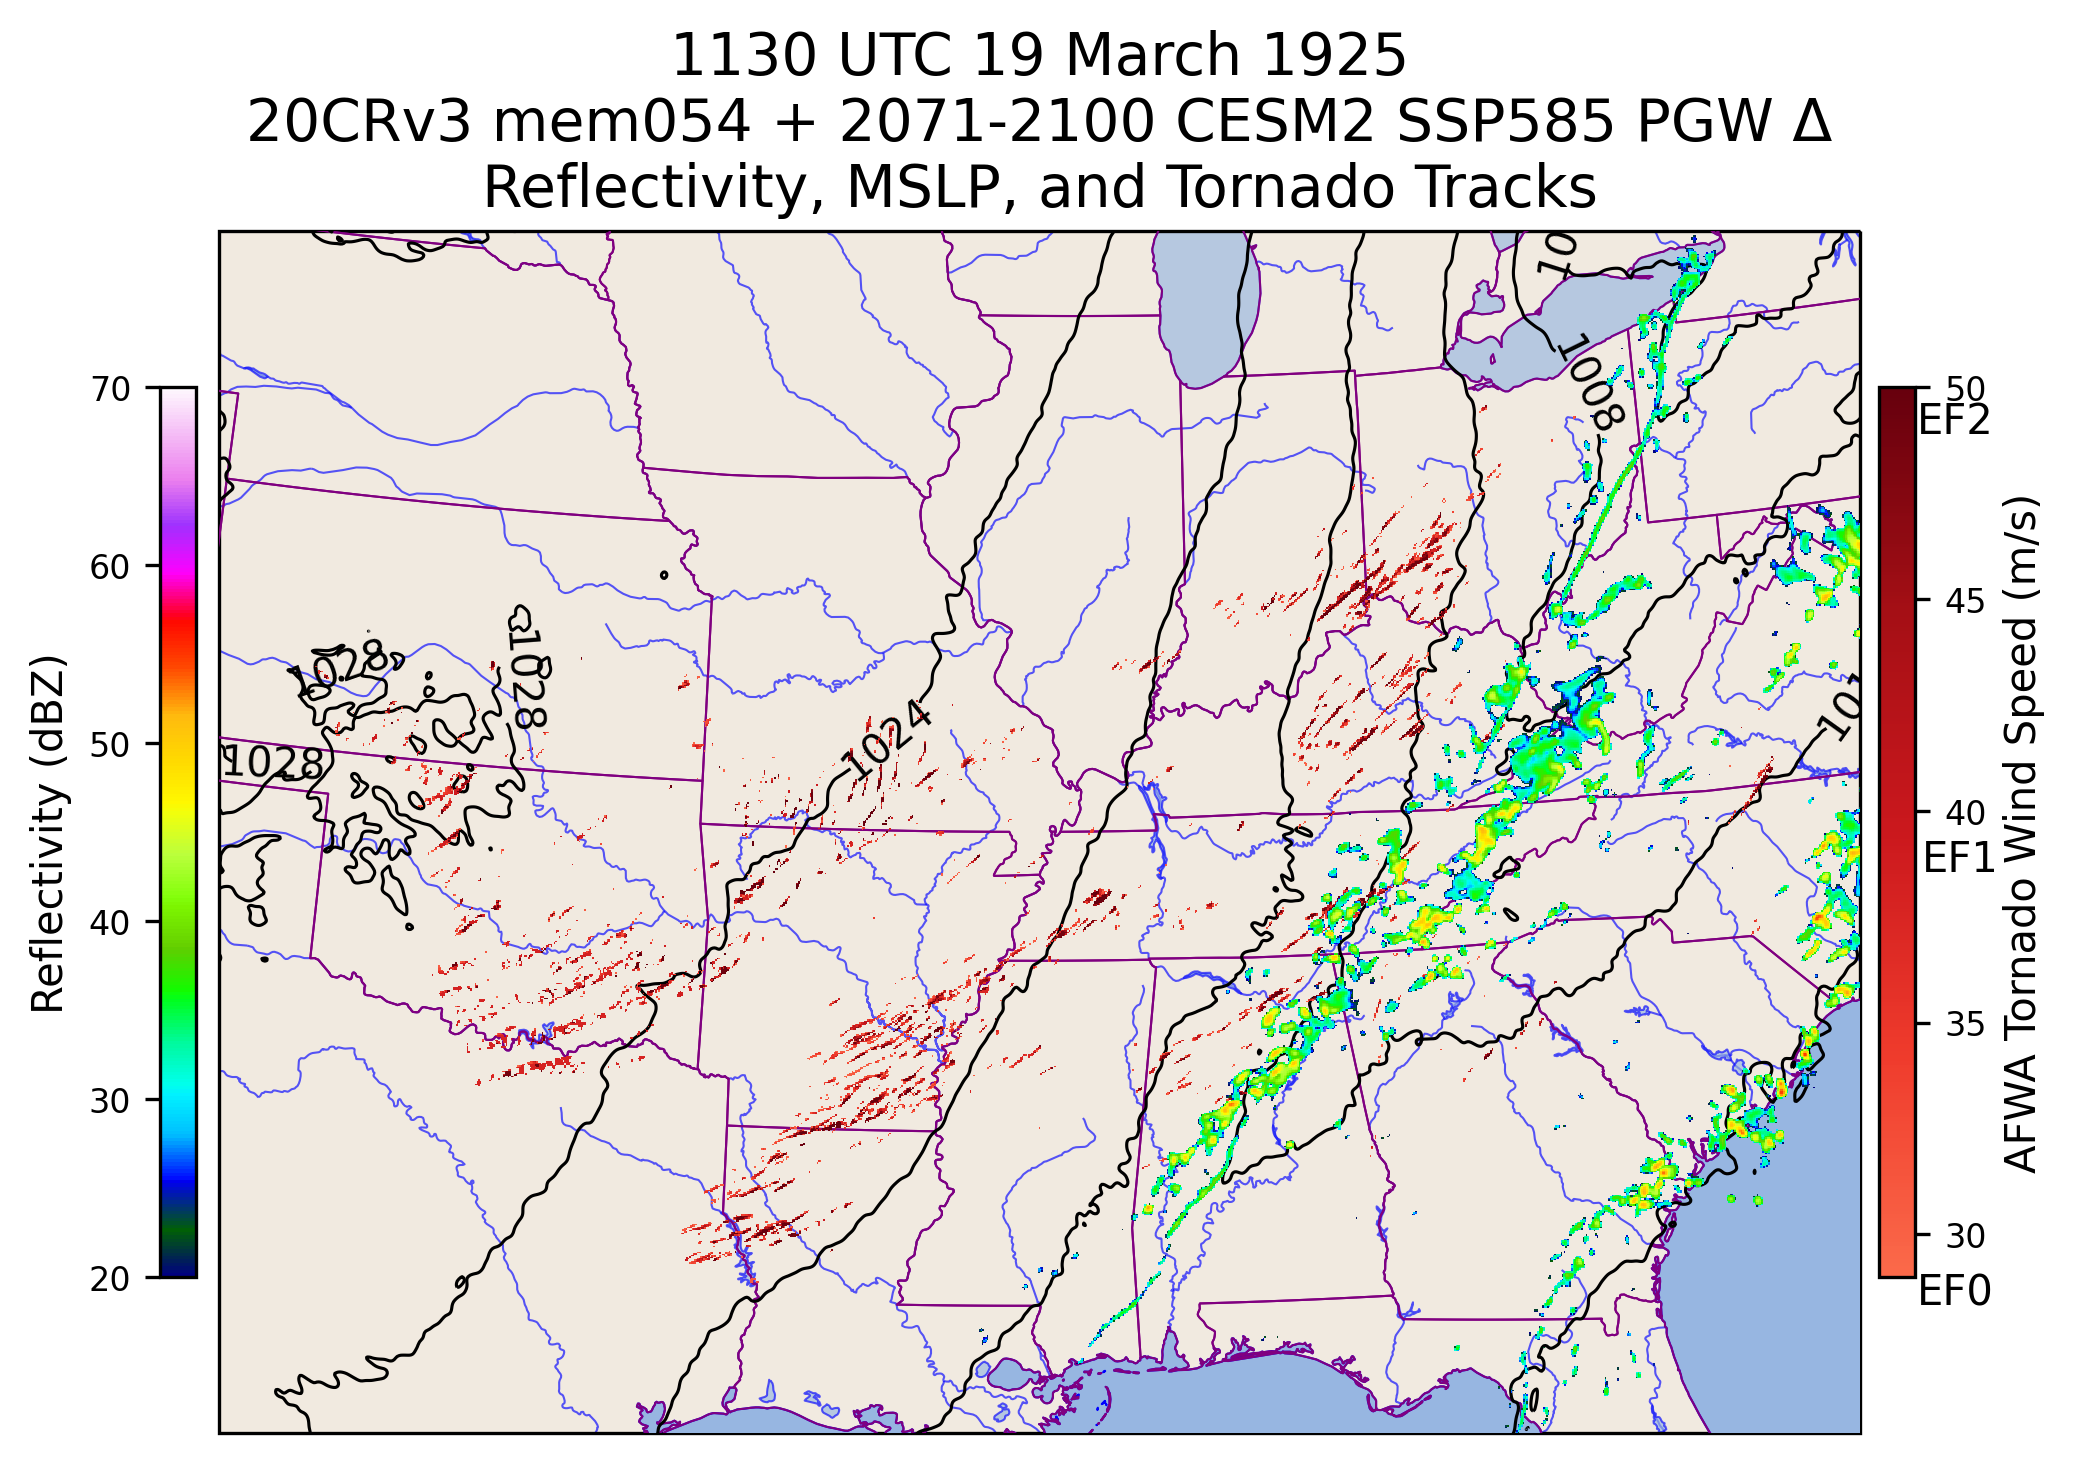 1130 UTC 19 March 1925
20CRv3 mem054 + 2071-2100 CESM2 SSP585 PGW Δ
Reflectivity, MSLP, and Tornado Tracks
Reflectivity (dBZ)
70
60
50
40
30
20
10
1008
1028
1028
1028
1024
50
EF2
45
40
EF1
35
30
EF0
AFWA Tornado Wind Speed (m/s)